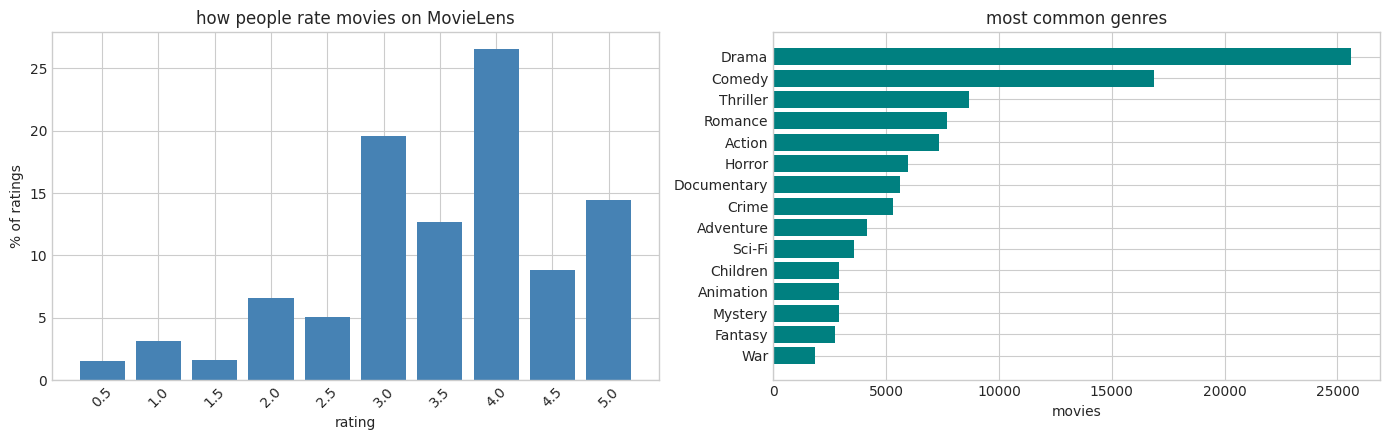 how people rate movies on MovieLens
% of ratings
25
20
15
10
5
0
0.5 1.0 1.5 2.0 2.5 3.0 3.5 4.0 4.5 5.0
rating
most common genres
Drama
Comedy
Thriller
Romance
Action
Horror
Documentary
Crime
Adventure
Sci-Fi
Children
Animation
Mystery
Fantasy
War
0 5000 10000 15000 20000 25000
movies